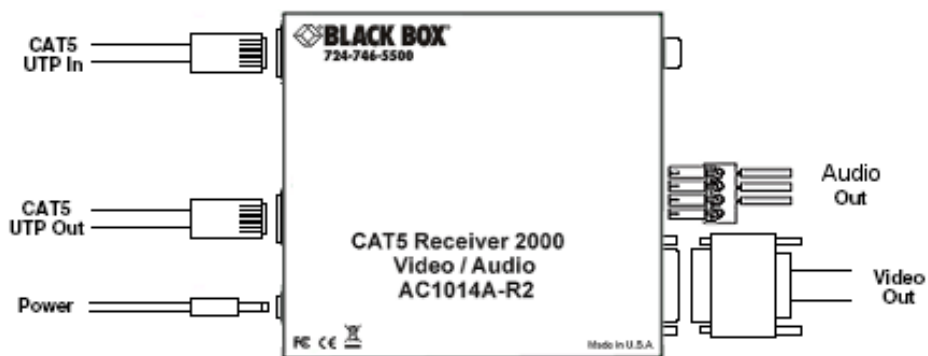 CAT5
UTP In
BLACK BOX®
724-746-5500
Audio
Out
CAT5
UTP Out
CAT5 Receiver 2000
Video / Audio
AC1014A-R2
Video
Out
Power
FC CE
Made in U.S.A.